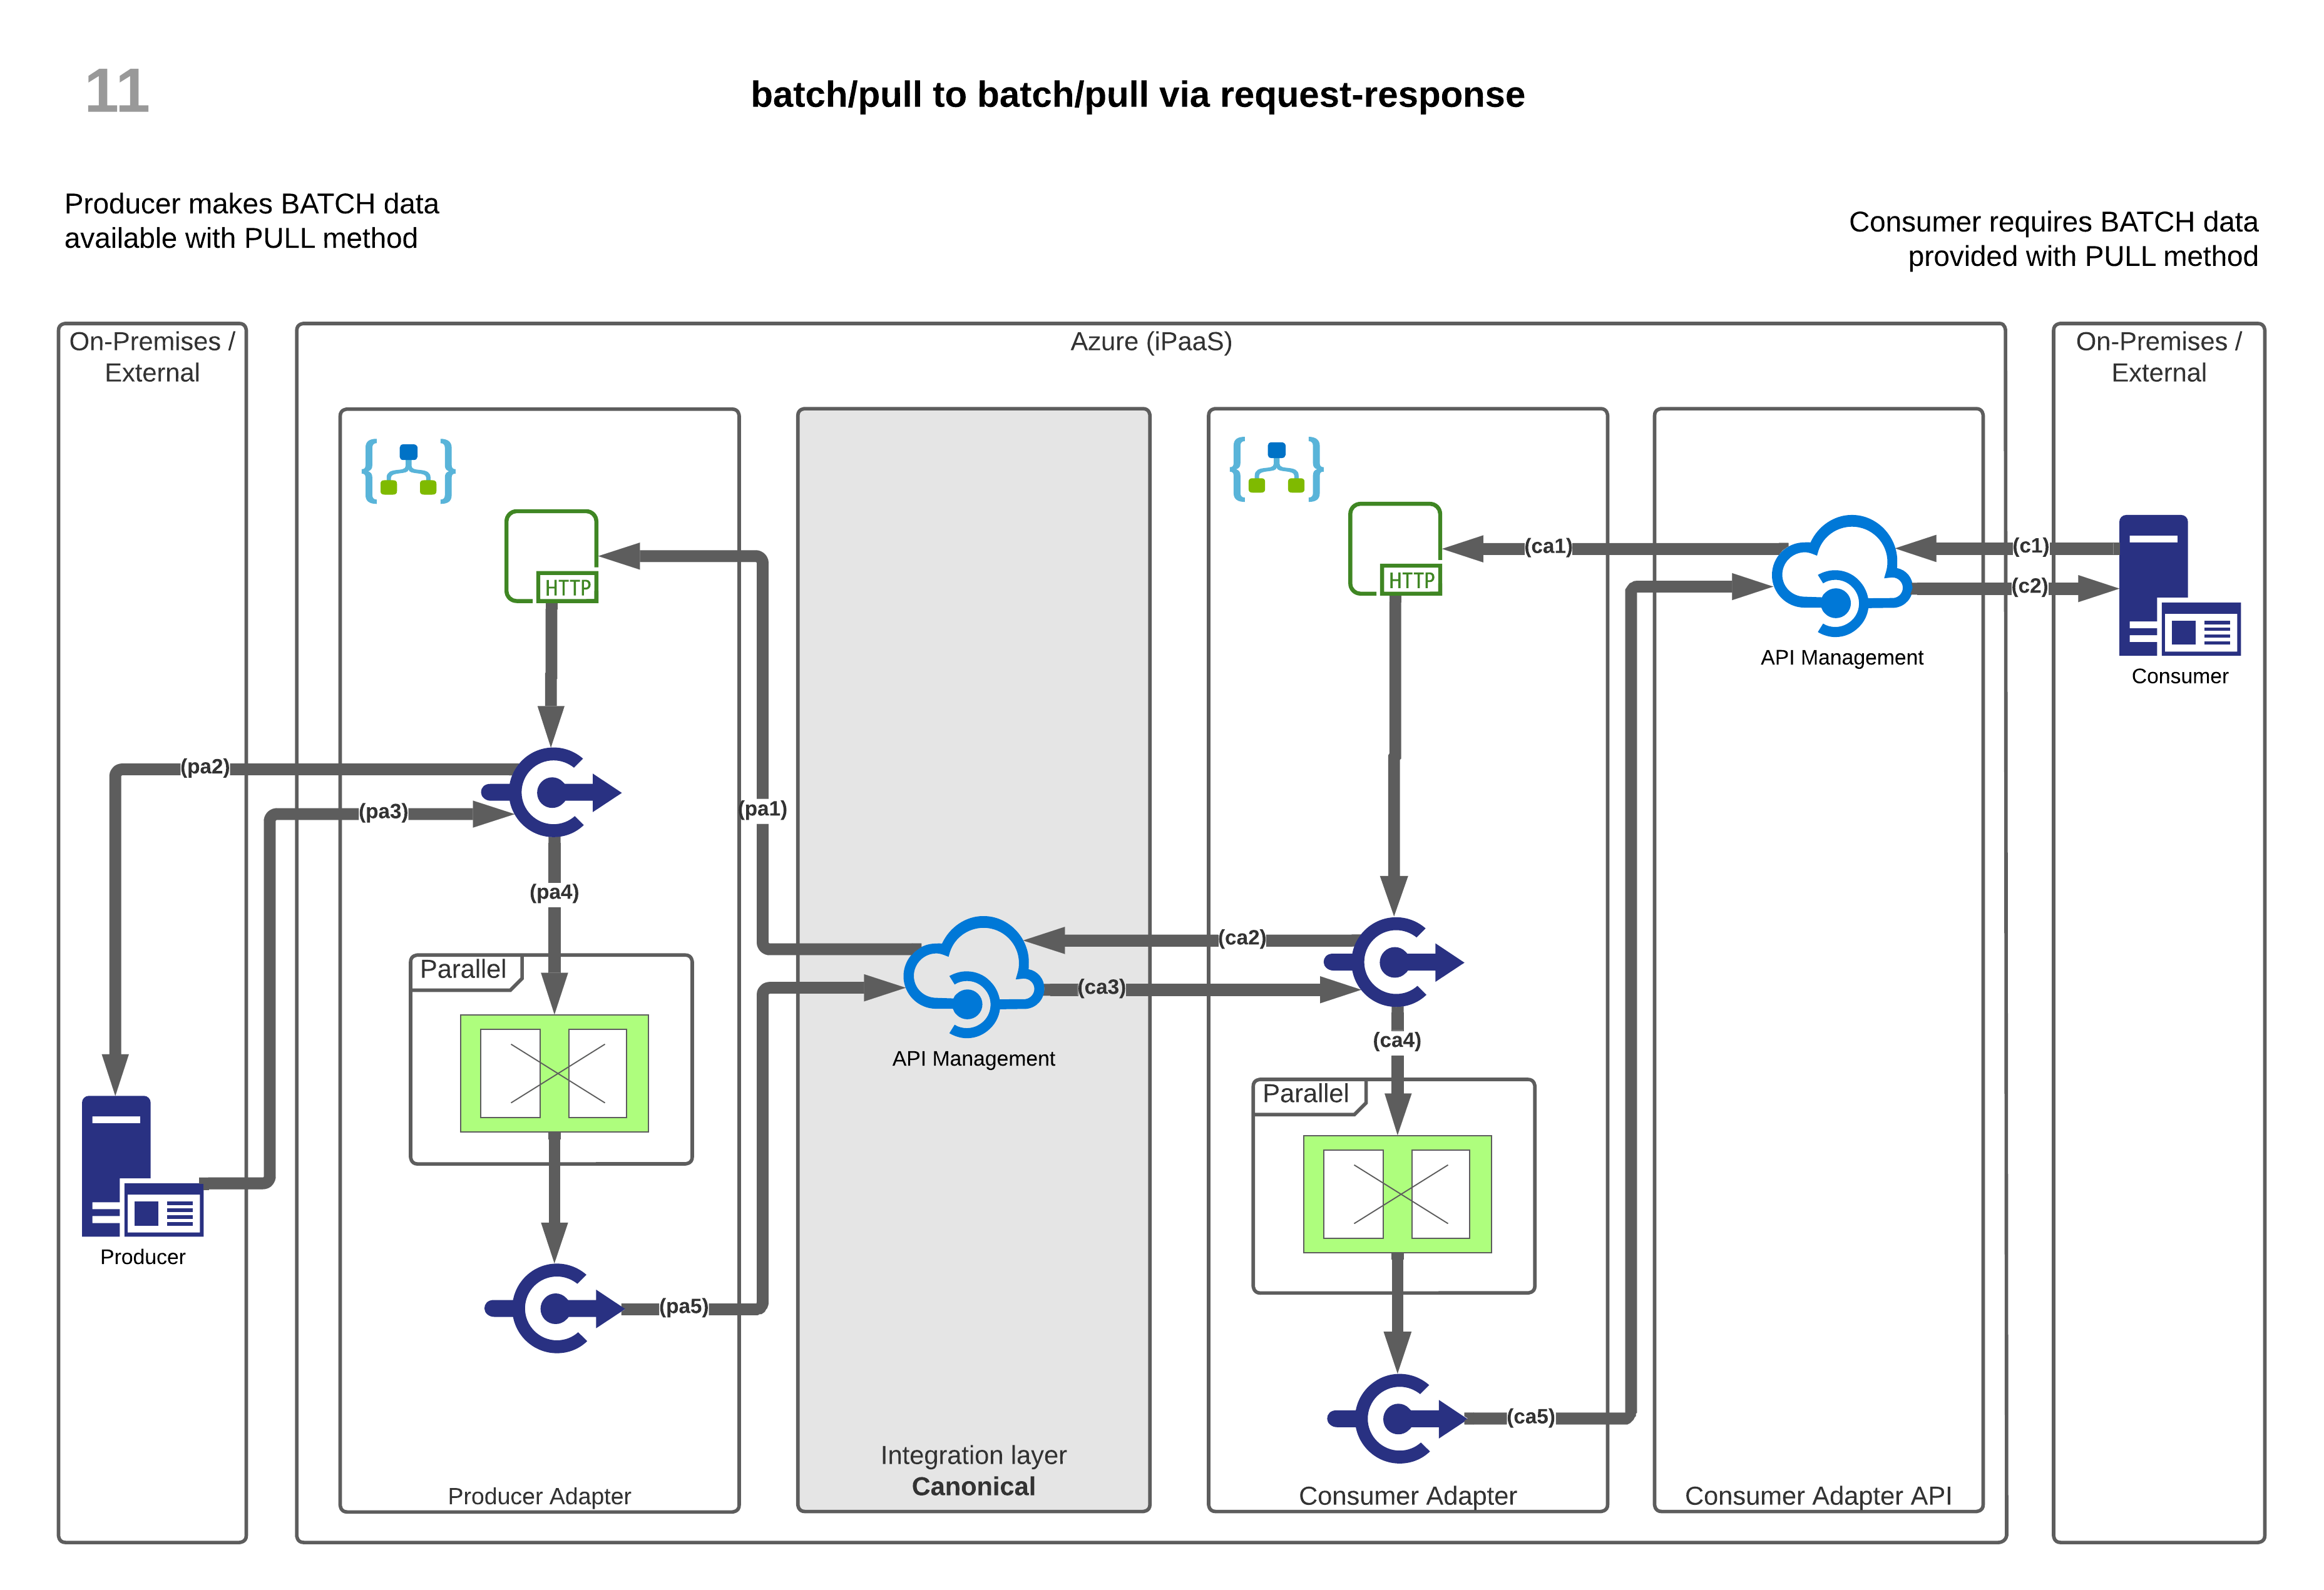 11
batch/pull to batch/pull via request-response
Producer makes BATCH data
available with PULL method
Consumer requires BATCH data
provided with PULL method
On-Premises /
External
Azure (iPaaS)
On-Premises /
External
HTTP
HTTP
(ca1)
(c1)
(c2)
API Management
Consumer
(pa2)
(pa3)
(pa1)
(pa4)
(ca2)
Parallel
(ca3)
(ca4)
API Management
Parallel
Producer
(pa5)
(ca5)
Integration layer
Canonical
Producer Adapter
Consumer Adapter
Consumer Adapter API